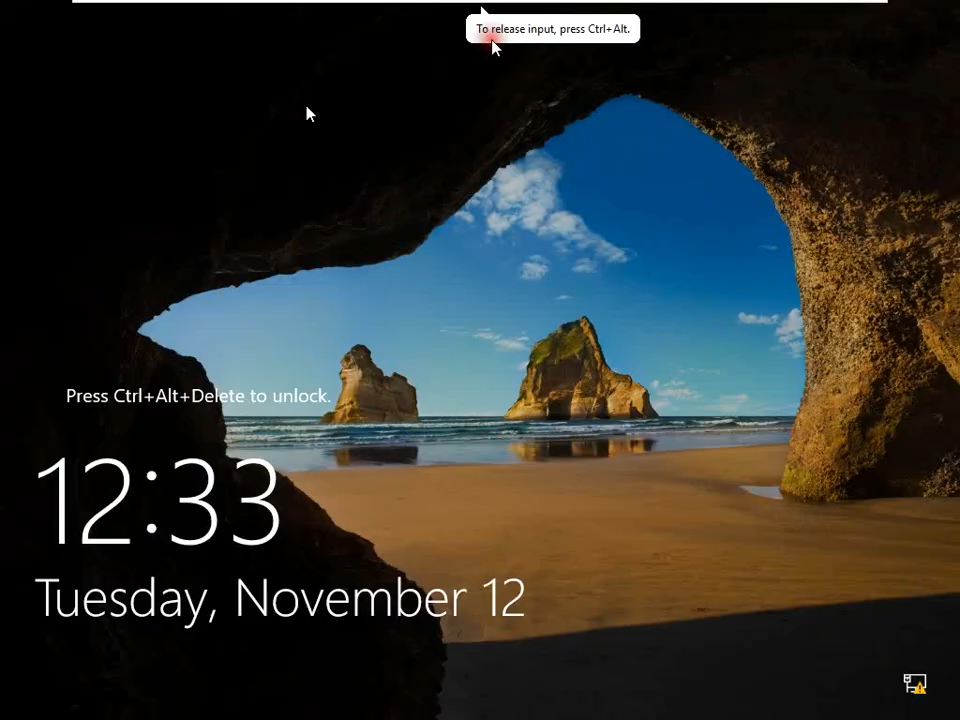 To release input, press Ctrl+Alt.
Press Ctrl+Alt+Delete to unlock.
12:33
Tuesday, November 12